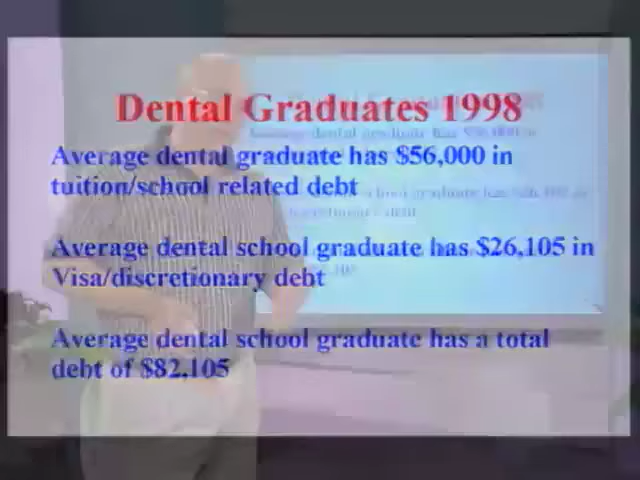 Dental Graduates 1998
Average dental graduate has $56,000 in
tuition/school related debt
Average dental school graduate has $26,105 in
Visa/discretionary debt
Average dental school graduate has a total
debt of $82,105